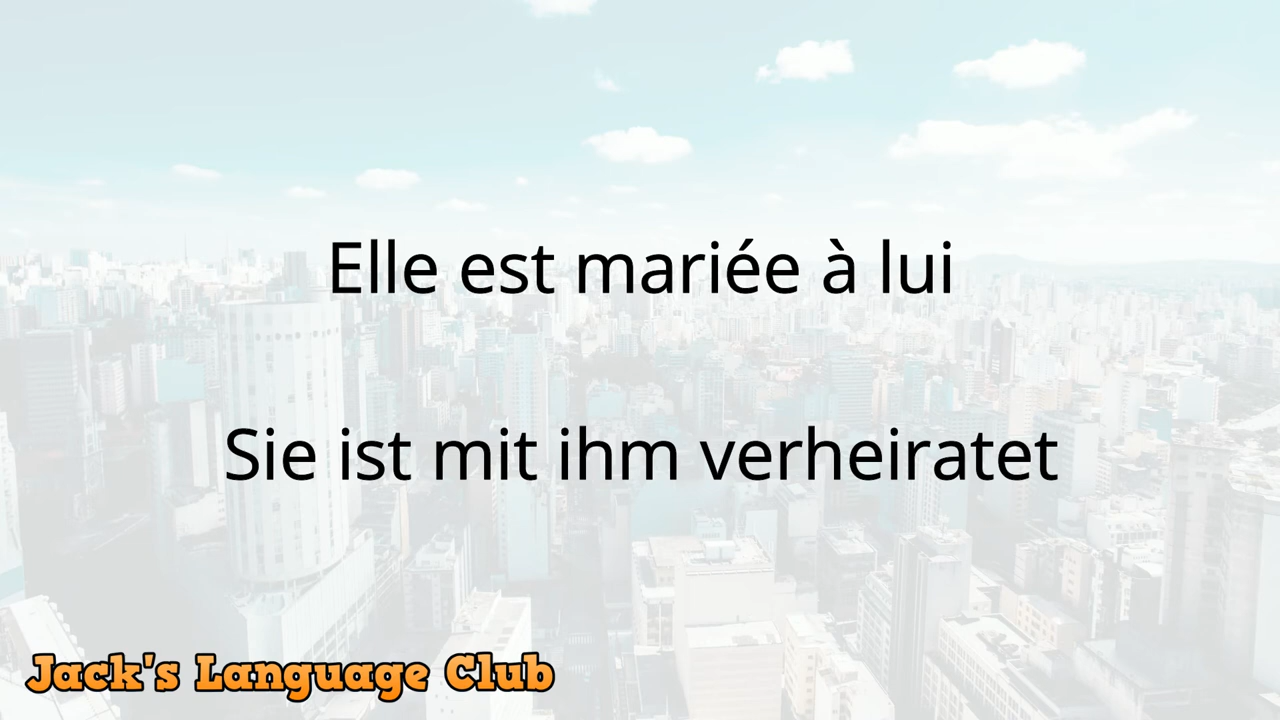 Elle est mariée à lui
Sie ist mit ihm verheiratet
Jack's Language Club